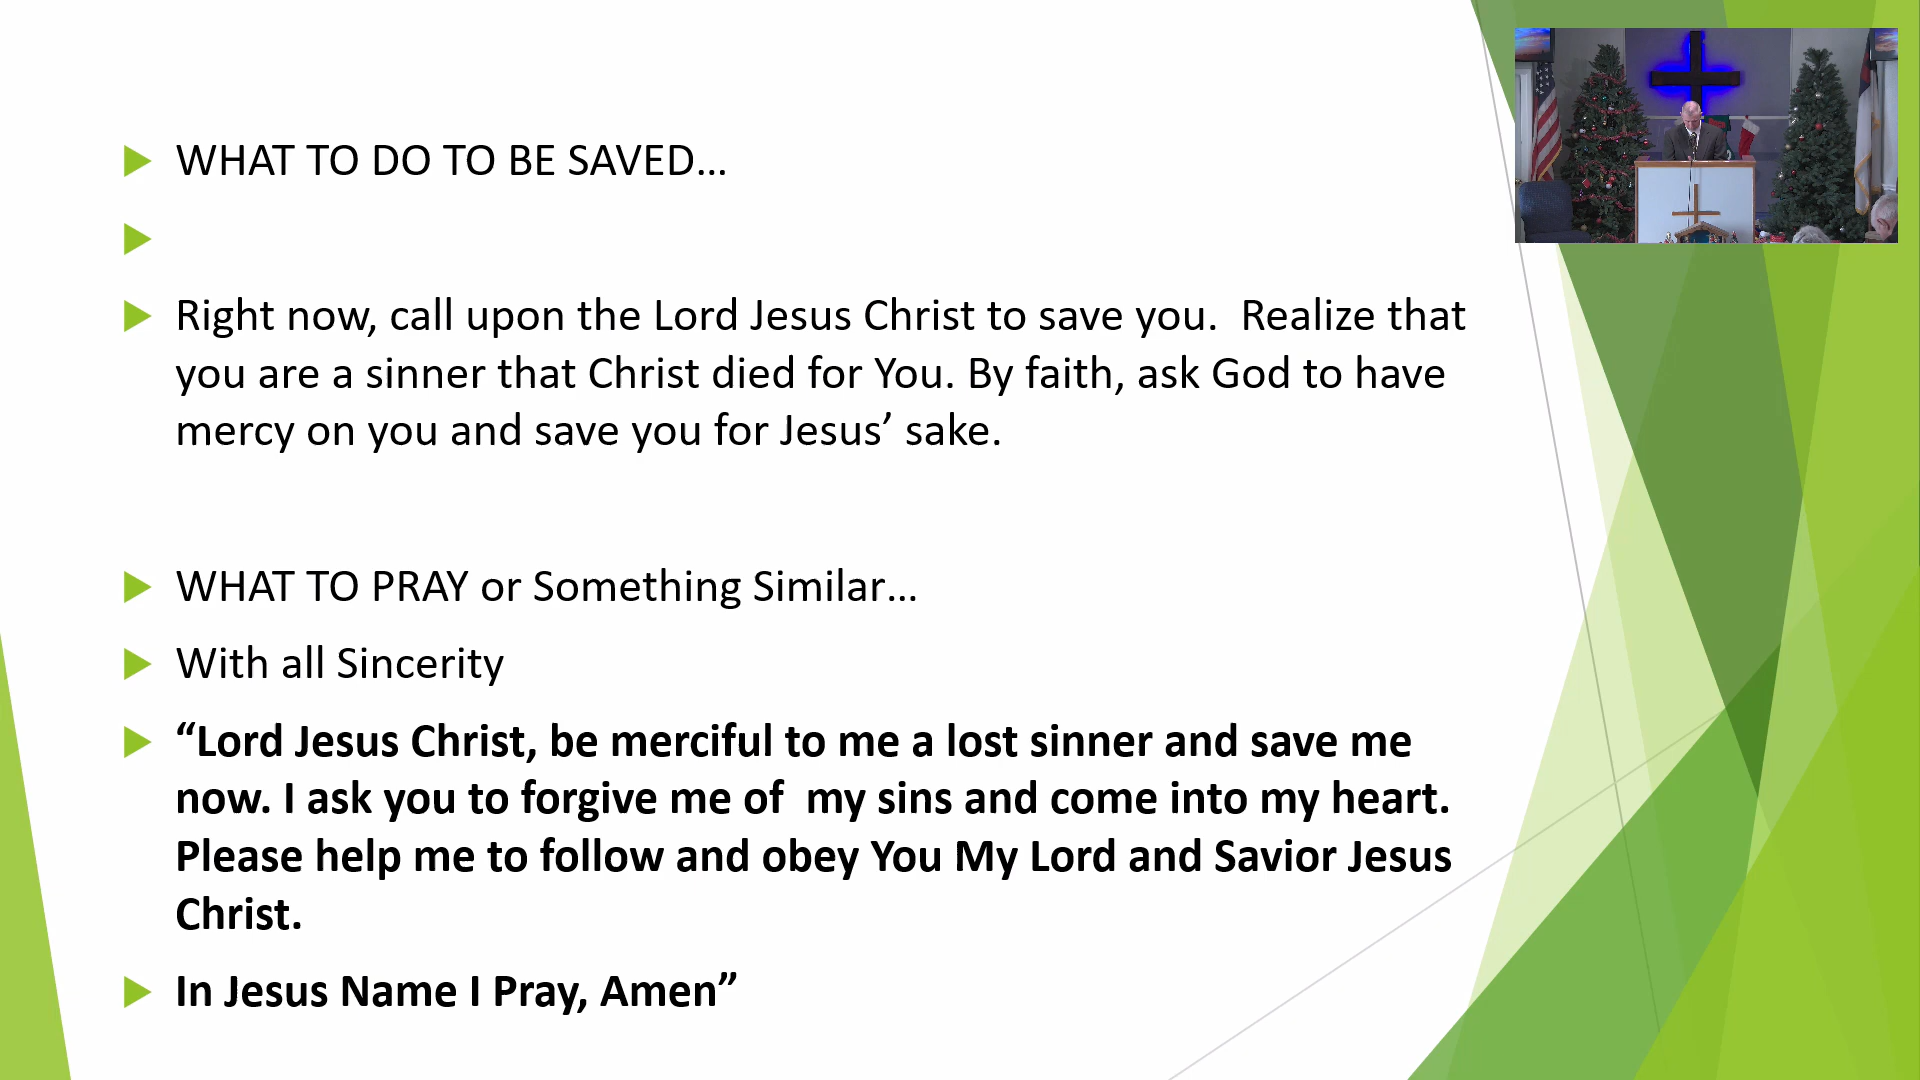 WHAT TO DO TO BE SAVED…
Right now, call upon the Lord Jesus Christ to save you.  Realize that
you are a sinner that Christ died for You. By faith, ask God to have
mercy on you and save you for Jesus’ sake.
WHAT TO PRAY or Something Similar…
With all Sincerity
“Lord Jesus Christ, be merciful to me a lost sinner and save me
now. I ask you to forgive me of  my sins and come into my heart.
Please help me to follow and obey You My Lord and Savior Jesus
Christ.
In Jesus Name I Pray, Amen”